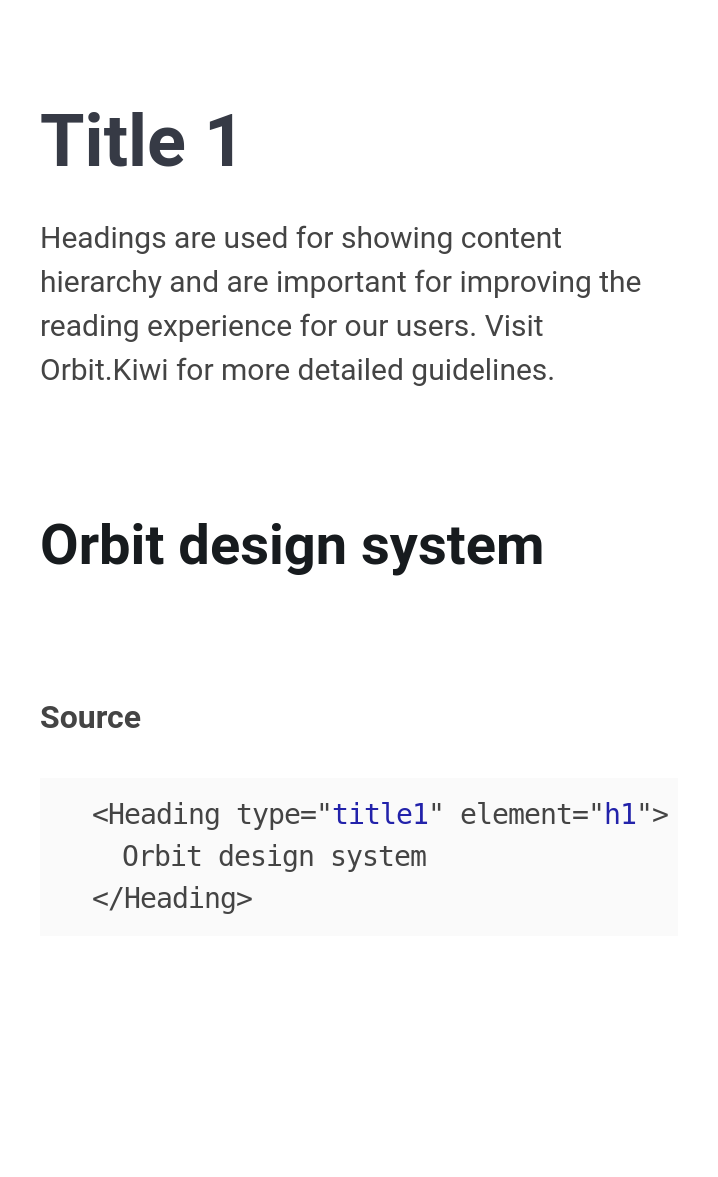 Title 1
Headings are used for showing content
hierarchy and are important for improving the
reading experience for our users. Visit
Orbit.Kiwi for more detailed guidelines.
Orbit design system
Source
<Heading type="title1" element="h1">
Orbit design system
</Heading>